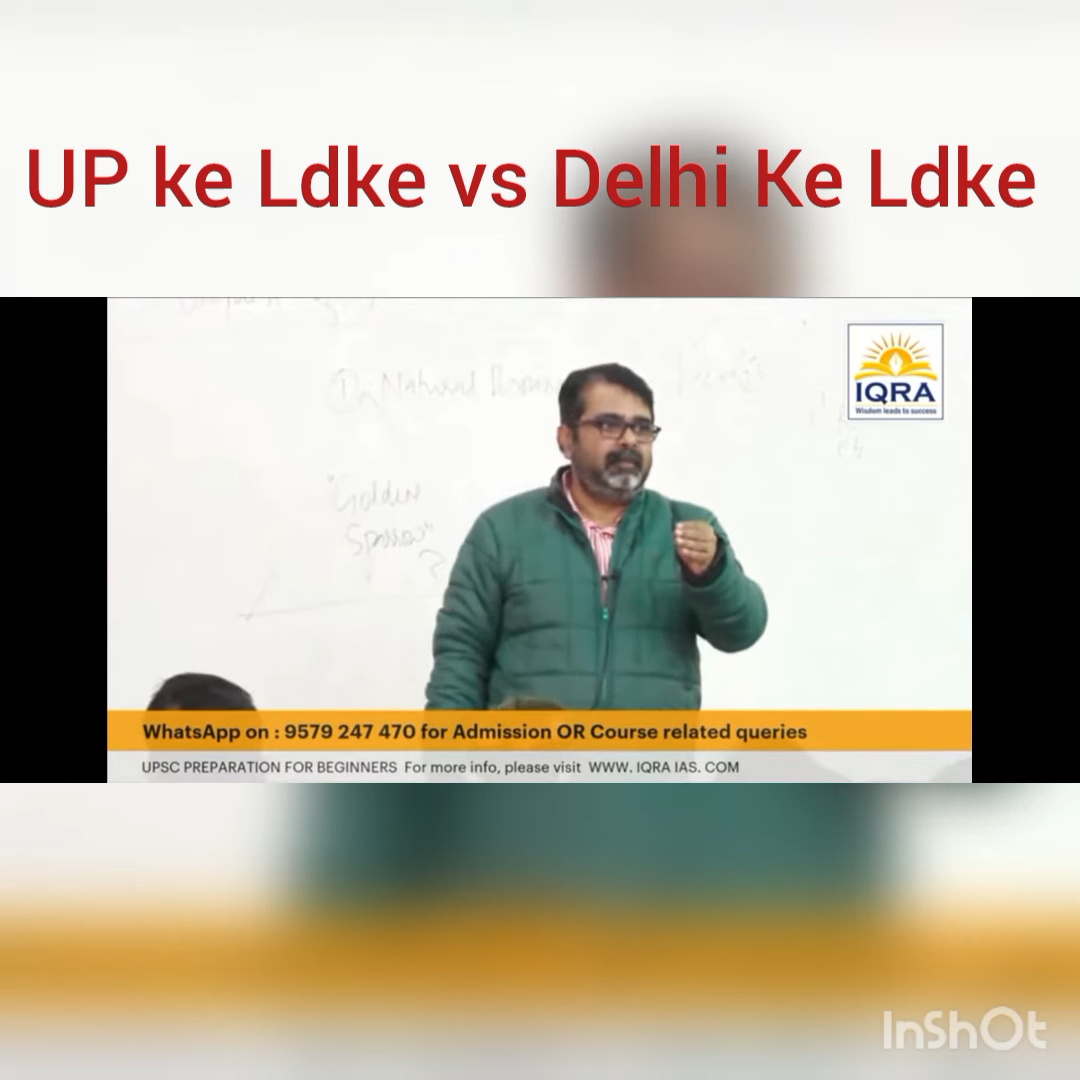 UP ke Ldke vs Delhi Ke Ldke
IQRA
Wisdom leads to success
Natural
"Golden
Sparrow"
?
WhatsApp on : 9579 247 470 for Admission OR Course related queries
UPSC PREPARATION FOR BEGINNERS For more info, please visit WWW. IQRA IAS. COM
InShOt